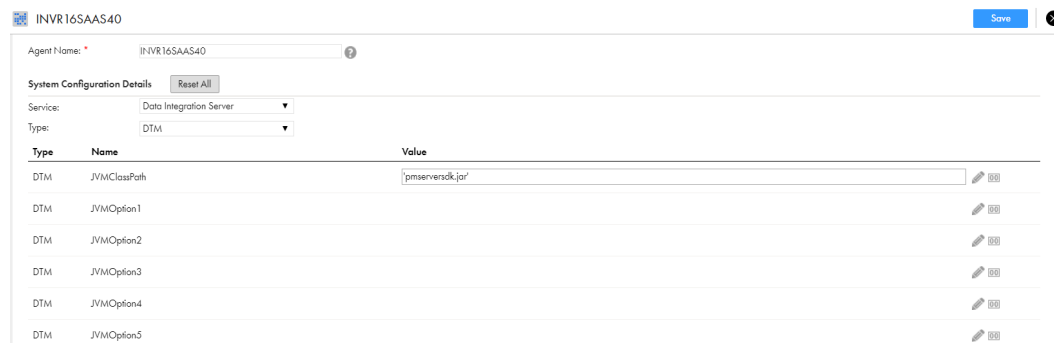 INVR16SAAS40
Save
Agent Name: *
INVR16SAAS40
?
System Configuration Details
Reset All
Service:
Data Integration Server
Type:
DTM
Type Name Value
DTM JVMClassPath 'pmserversdk.jar'
DTM JVMOption1
DTM JVMOption2
DTM JVMOption3
DTM JVMOption4
DTM JVMOption5